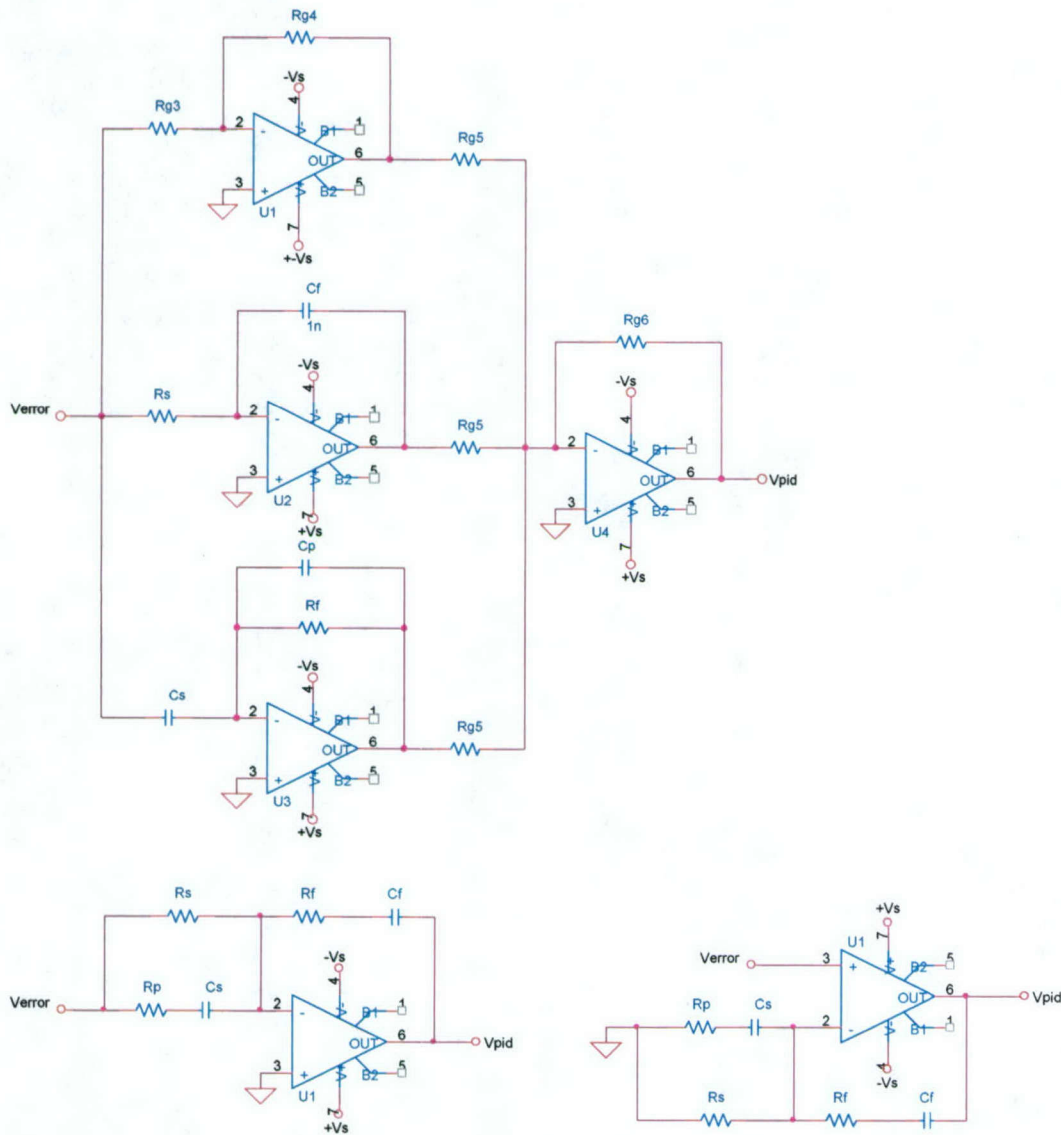 Rg4
-Vs
4
Rg3
2
-
V-
B1
1
OUT
6
Rg5
3
+
V+
B2
5
U1
7
+-Vs
Cf
1n
Rg6
-Vs
4
-Vs
4
Verror
Rs
2
-
V-
B1
1
OUT
6
Rg5
2
-
V-
B1
1
OUT
6
Vpid
3
+
V+
B2
5
U2
7
+Vs
3
+
V+
B2
5
U4
7
+Vs
Cp
Rf
-Vs
4
Cs
2
-
V-
B1
1
OUT
6
Rg5
3
+
V+
B2
5
U3
7
+Vs
Rs
Rf
Cf
-Vs
4
Verror
Rp
Cs
2
-
V-
B1
1
OUT
6
Vpid
3
+
V+
B2
5
U1
7
+Vs
+Vs
7
U1
Verror
3
+
V+
B2
5
OUT
6
Vpid
Rp
Cs
2
-
V-
B1
1
4
-Vs
Rs
Rf
Cf